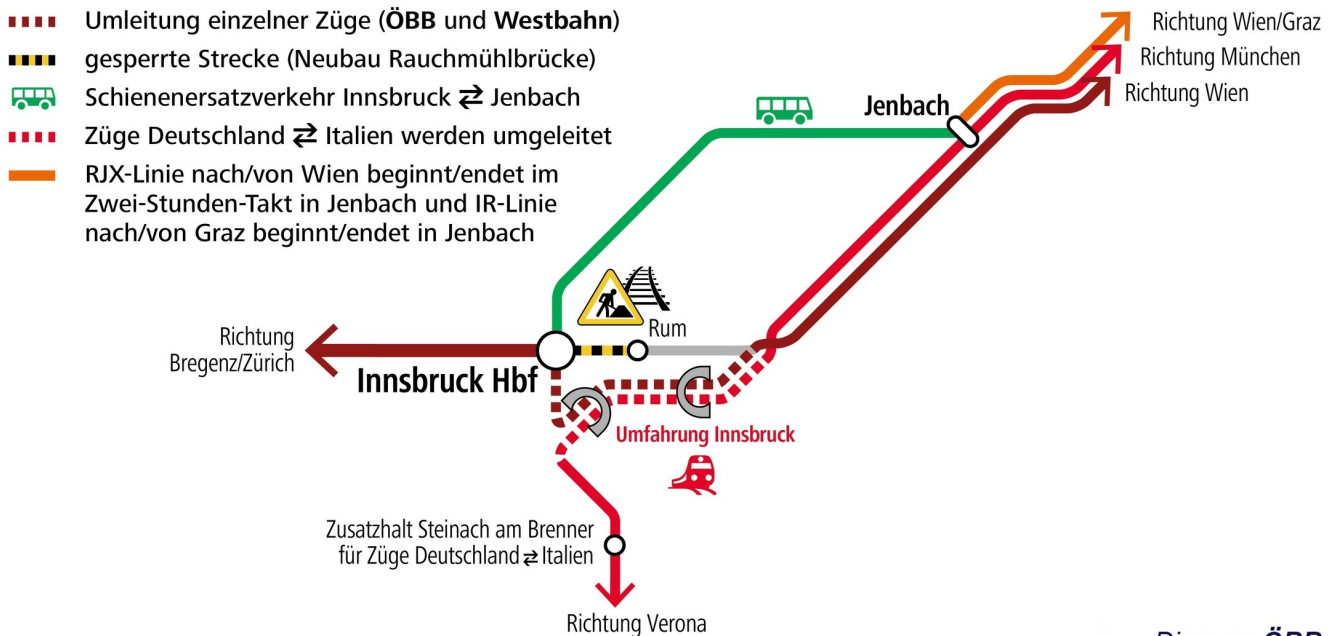 Umleitung einzelner Züge (ÖBB und Westbahn)
gesperrte Strecke (Neubau Rauchmühlbrücke)
Schienenersatzverkehr Innsbruck ⇄ Jenbach
Züge Deutschland ⇄ Italien werden umgeleitet
RJX-Linie nach/von Wien beginnt/endet im
Zwei-Stunden-Takt in Jenbach und IR-Linie
nach/von Graz beginnt/endet in Jenbach
Richtung Wien/Graz
Richtung München
Richtung Wien
Jenbach
Rum
Richtung
Bregenz/Zürich
Innsbruck Hbf
Umfahrung Innsbruck
Zusatzhalt Steinach am Brenner
für Züge Deutschland ⇄ Italien
Richtung Verona
ÖBB